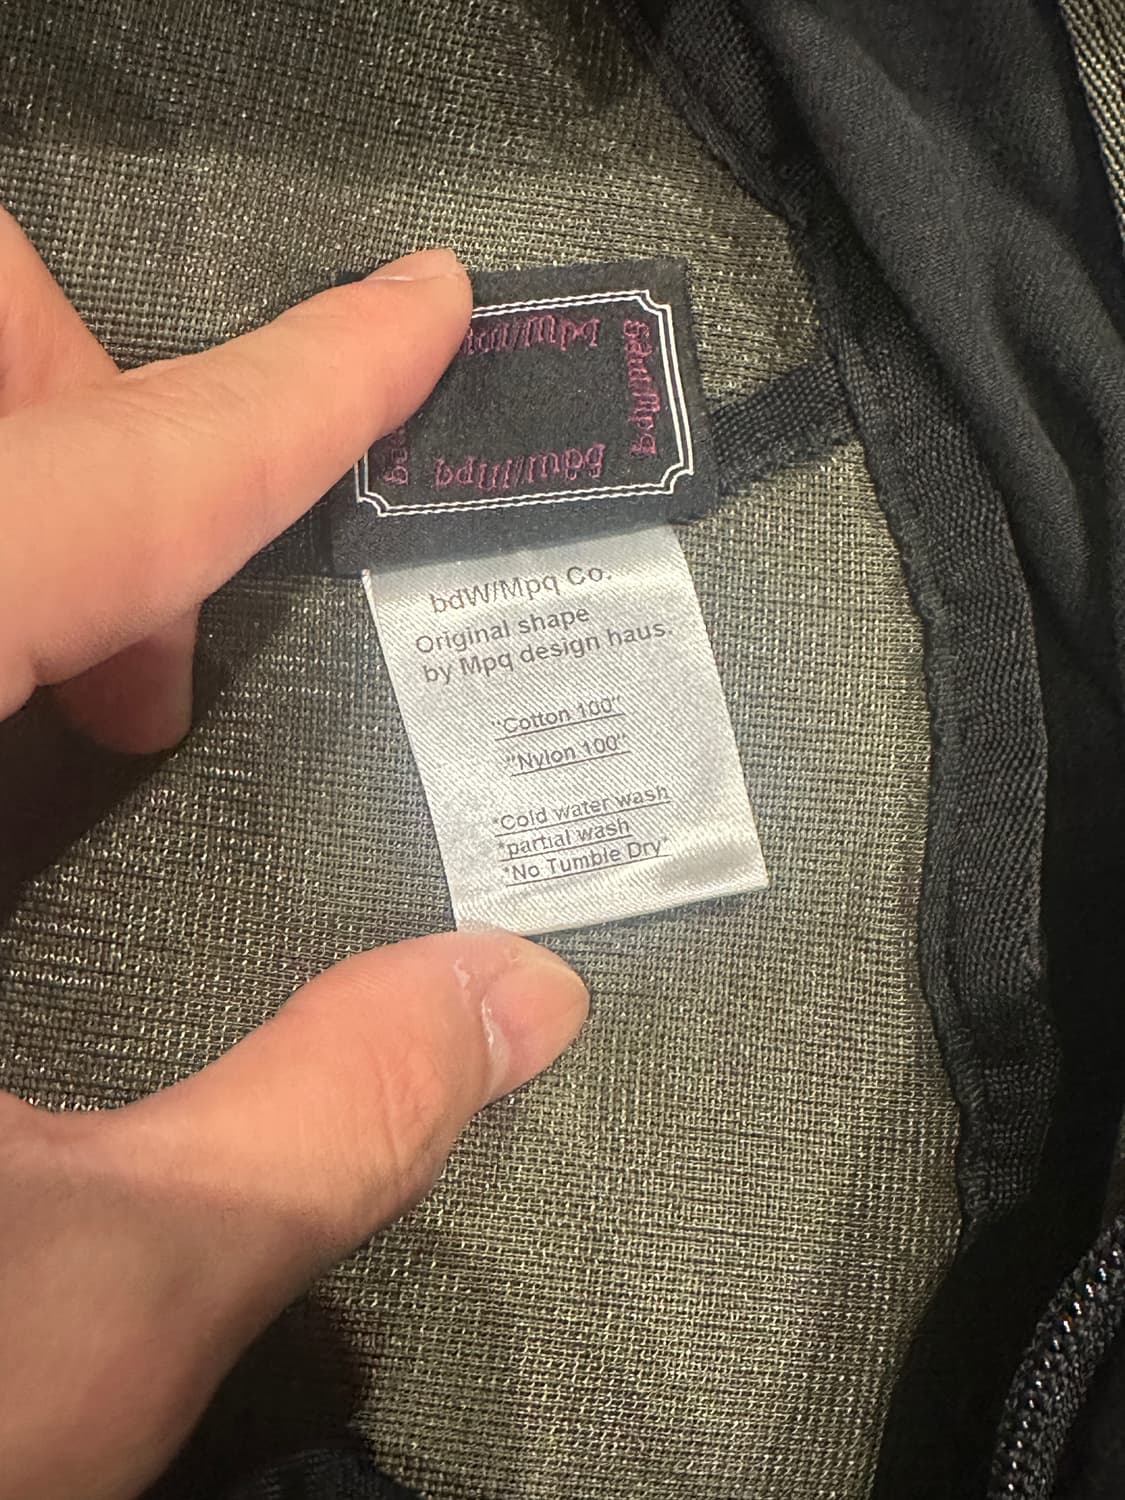 bdW/Mpq
bdW/Mpq
bdW/Mpq
bdW/Mpq Co.
Original shape
by Mpq design haus.
"Cotton 100"
"Nylon 100"
*Cold water wash
*partial wash
*No Tumble Dry*